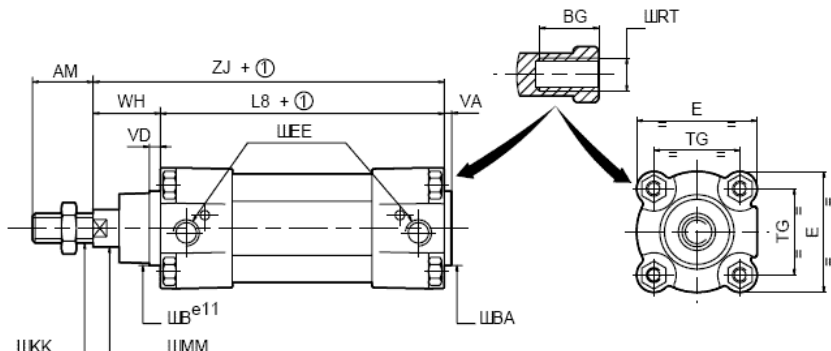 BG
ШRT
AM
ZJ + ①
E
WH
L8 + ①
VA
=
=
TG
=
=
VD
ШEE
=
=
TG
E
=
=
ШB e11
ШBA
ШKK
ШMM